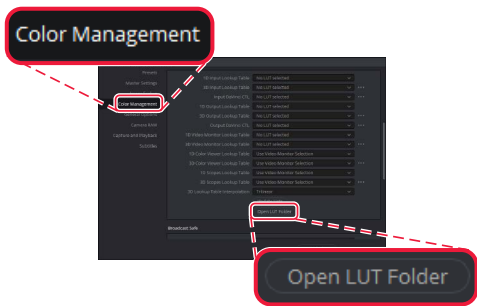 Color Management
Presets
Master Settings
Color Management
General Options
Camera RAW
Capture and Playback
Subtitles
1D Input Lookup Table No LUT selected
3D Input Lookup Table No LUT selected
Input DaVinci CTL No LUT selected
1D Output Lookup Table No LUT selected
3D Output Lookup Table No LUT selected
Output DaVinci CTL No LUT selected
1D Video Monitor Lookup Table No LUT selected
3D Video Monitor Lookup Table No LUT selected
1D Color Viewer Lookup Table Use Video Monitor Selection
3D Color Viewer Lookup Table Use Video Monitor Selection
1D Scopes Lookup Table Use Video Monitor Selection
3D Scopes Lookup Table Use Video Monitor Selection
3D Lookup Table Interpolation Trilinear
Open LUT Folder
Broadcast Safe
Open LUT Folder